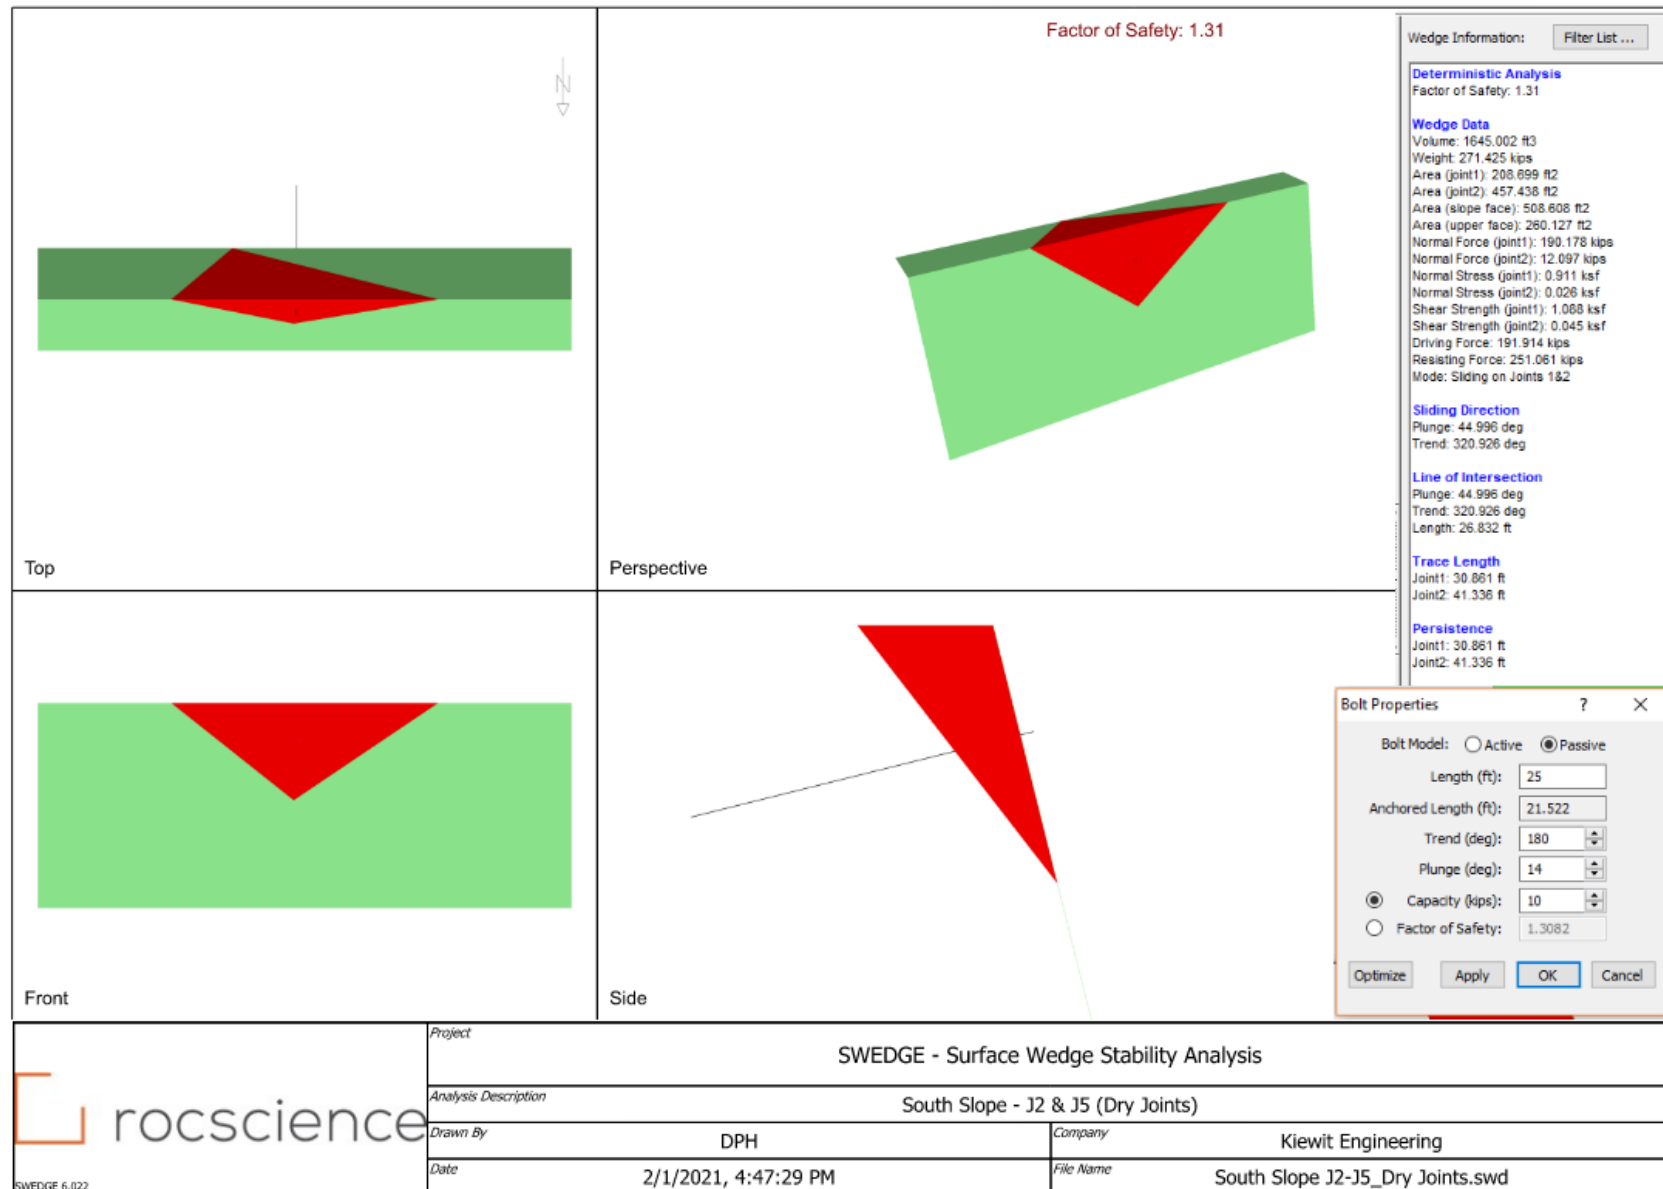 Factor of Safety: 1.31
N
Top
Perspective
Front
Side
Wedge Information:
Filter List ...
Deterministic Analysis
Factor of Safety: 1.31
Wedge Data
Volume: 1645.002 ft3
Weight: 271.425 kips
Area (joint1): 208.699 ft2
Area (joint2): 457.438 ft2
Area (slope face): 508.608 ft2
Area (upper face): 260.127 ft2
Normal Force (joint1): 190.178 kips
Normal Force (joint2): 12.097 kips
Normal Stress (joint1): 0.911 ksf
Normal Stress (joint2): 0.026 ksf
Shear Strength (joint1): 1.088 ksf
Shear Strength (joint2): 0.045 ksf
Driving Force: 191.914 kips
Resisting Force: 251.061 kips
Mode: Sliding on Joints 1&2
Sliding Direction
Plunge: 44.996 deg
Trend: 320.926 deg
Line of Intersection
Plunge: 44.996 deg
Trend: 320.926 deg
Length: 26.832 ft
Trace Length
Joint1: 30.861 ft
Joint2: 41.336 ft
Persistence
Joint1: 30.861 ft
Joint2: 41.336 ft
Bolt Properties ? X
Bolt Model: Active Passive
Length (ft): 25
Anchored Length (ft): 21.522
Trend (deg): 180
Plunge (deg): 14
Capacity (kips): 10
Factor of Safety: 1.3082
Optimize Apply OK Cancel
rocscience
SWEDGE 6.022
Project
SWEDGE - Surface Wedge Stability Analysis
Analysis Description
South Slope - J2 & J5 (Dry Joints)
Drawn By
DPH
Company
Kiewit Engineering
Date
2/1/2021, 4:47:29 PM
File Name
South Slope J2-J5_Dry Joints.swd